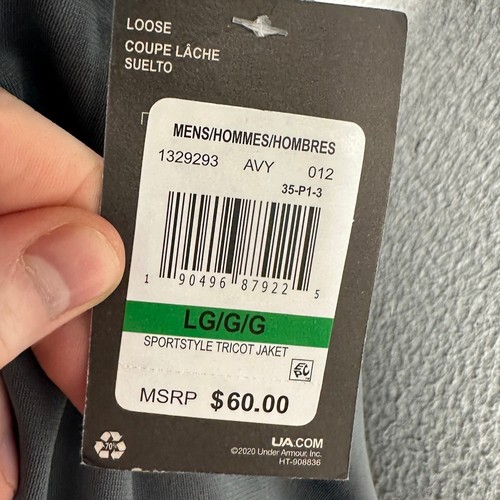 LOOSE
COUPE LÂCHE
SUELTO
MENS/HOMMES/HOMBRES
1329293 AVY 012
35-P1-3
1 90496 87922 5
LG/G/G
SPORTSTYLE TRICOT JAKET
MSRP $60.00
70%
UA.COM
©2020 Under Armour, Inc.
HT-908836